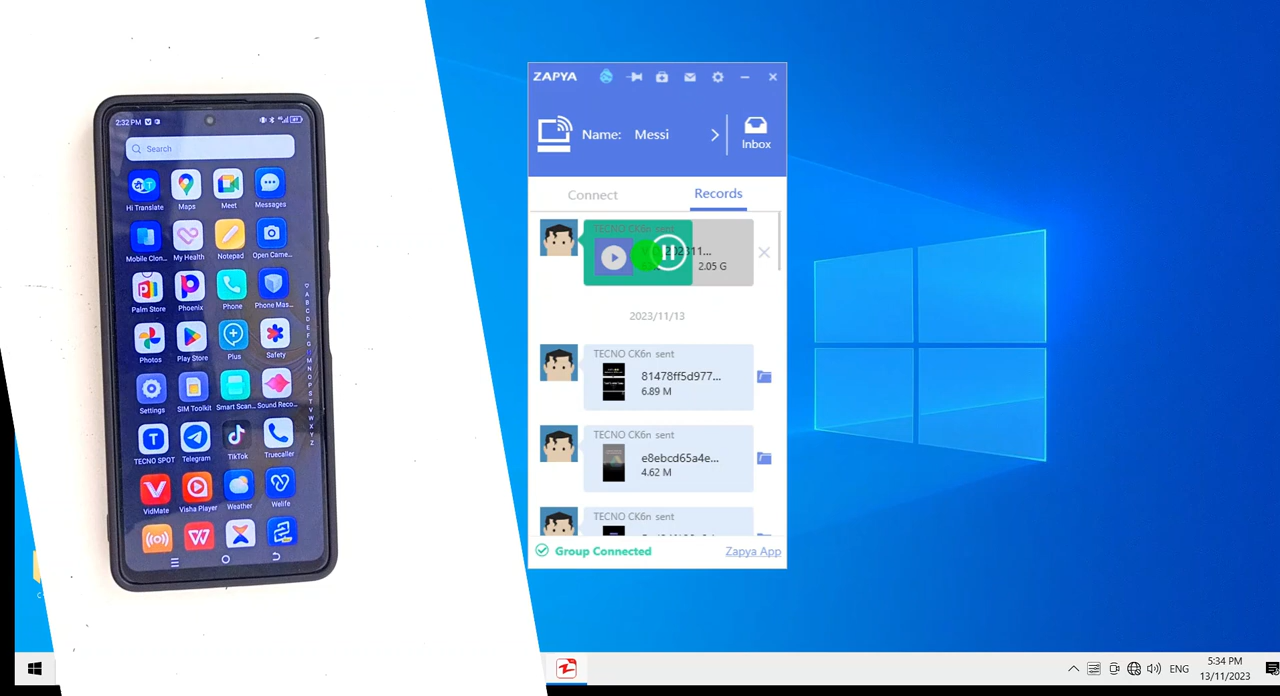 2:32 PM
Search
Hi Translate Maps Meet Messages
Mobile Clon... My Health Notepad Open Came...
Palm Store Phoenix Phone Phone Mas...
Photos Play Store Plus Safety
Settings SIM Toolkit Smart Scan... Sound Reco...
TECNO SPOT Telegram TikTok Truecaller
VidMate Visha Player Weather Welife
A
B
C
D
E
F
G
H
I
J
K
L
M
N
O
P
Q
R
S
T
U
V
W
X
Y
Z
ZAPYA
Name: Messi
Inbox
Connect Records
TECNO CK6n sent
2.05 G
2023/11/13
TECNO CK6n sent
81478ff5d977...
6.89 M
TECNO CK6n sent
e8ebcd65a4e...
4.62 M
TECNO CK6n sent
Group Connected Zapya App
ENG
5:34 PM
13/11/2023